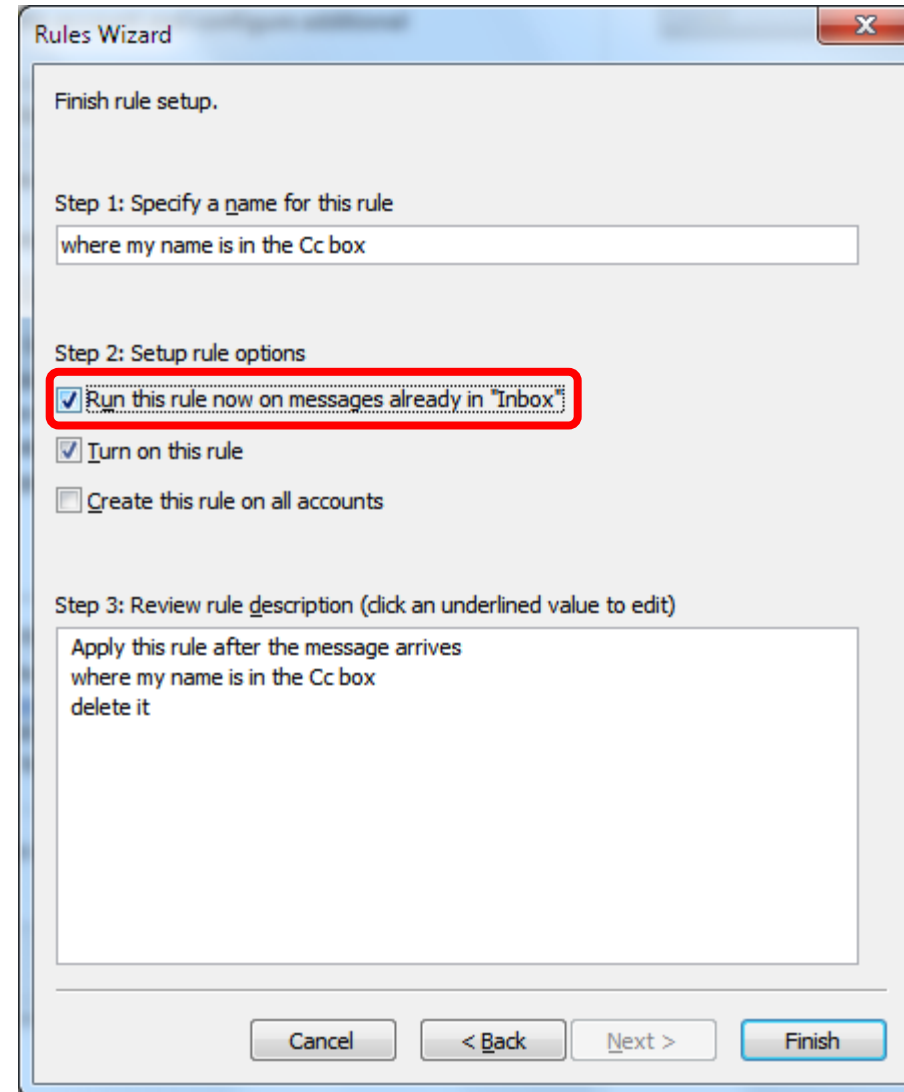 Rules Wizard
Finish rule setup.
Step 1: Specify a name for this rule
where my name is in the Cc box
Step 2: Setup rule options
Run this rule now on messages already in "Inbox"
Turn on this rule
Create this rule on all accounts
Step 3: Review rule description (click an underlined value to edit)
Apply this rule after the message arrives
where my name is in the Cc box
delete it
Cancel
< Back
Next >
Finish